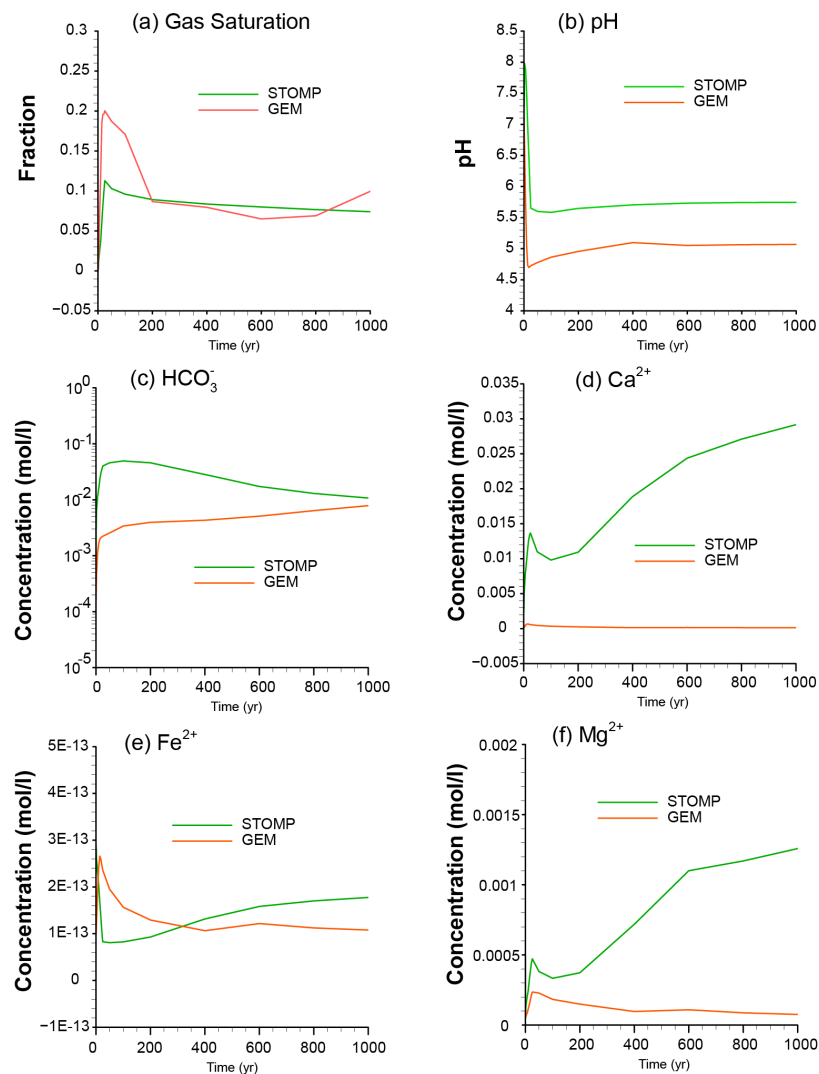 (a) Gas Saturation
0.3
0.25
0.2
0.15
0.1
0.05
0
−0.05
Fraction
STOMP
GEM
0 200 400 600 800 1000
Time (yr)
(b) pH
8.5
8
7.5
7
6.5
6
5.5
5
4.5
4
pH
STOMP
GEM
0 200 400 600 800 1000
Time (yr)
(c) HCO₃⁻
10⁰
10⁻¹
10⁻²
10⁻³
10⁻⁴
10⁻⁵
Concentration (mol/l)
STOMP
GEM
0 200 400 600 800 1000
Time (yr)
(d) Ca²⁺
0.035
0.03
0.025
0.02
0.015
0.01
0.005
0
−0.005
Concentration (mol/l)
STOMP
GEM
0 200 400 600 800 1000
Time (yr)
(e) Fe²⁺
5E-13
4E-13
3E-13
2E-13
1E-13
0
−1E-13
Concentration (mol/l)
STOMP
GEM
0 200 400 600 800 1000
Time (yr)
(f) Mg²⁺
0.002
0.0015
0.001
0.0005
0
Concentration (mol/l)
STOMP
GEM
0 200 400 600 800 1000
Time (yr)